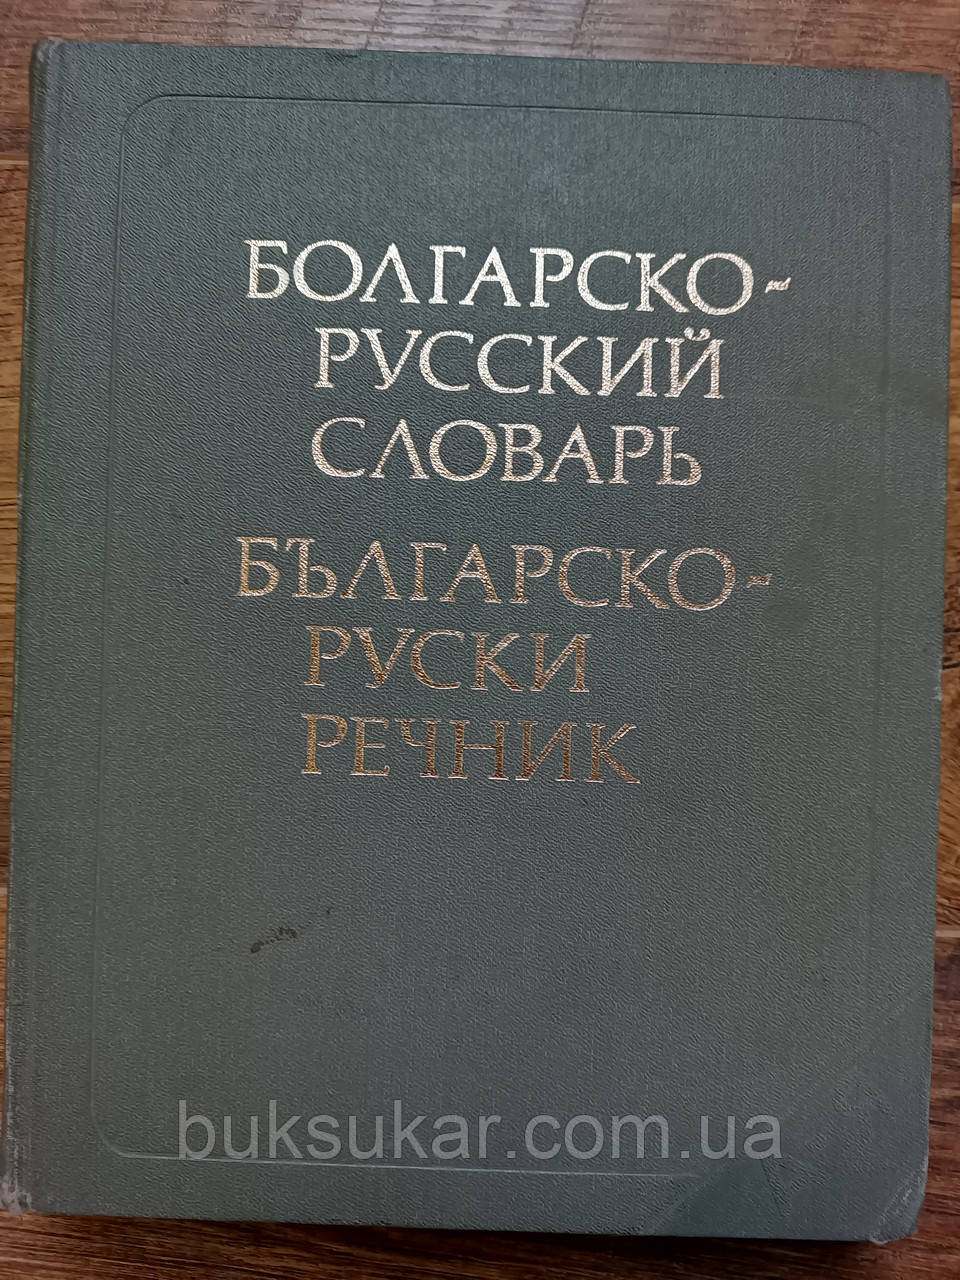 БОЛГАРСКО-
РУССКИЙ
СЛОВАРЬ
БЪЛГАРСКО-
РУСКИ
РЕЧНИК
buksukar.com.ua